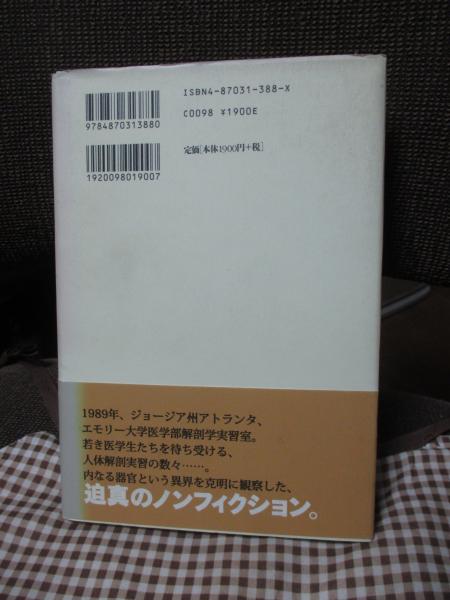 ISBN4-87031-388-X
C0098 ¥1900E
9784870313880
定価[本体1900円+税]
1920098019007
1989年、ジョージア州アトランタ、
エモリー大学医学部解剖学実習室。
若き医学生たちを待ち受ける、
人体解剖実習の数々……。
内なる器官という異界を克明に観察した、
迫真のノンフィクション。